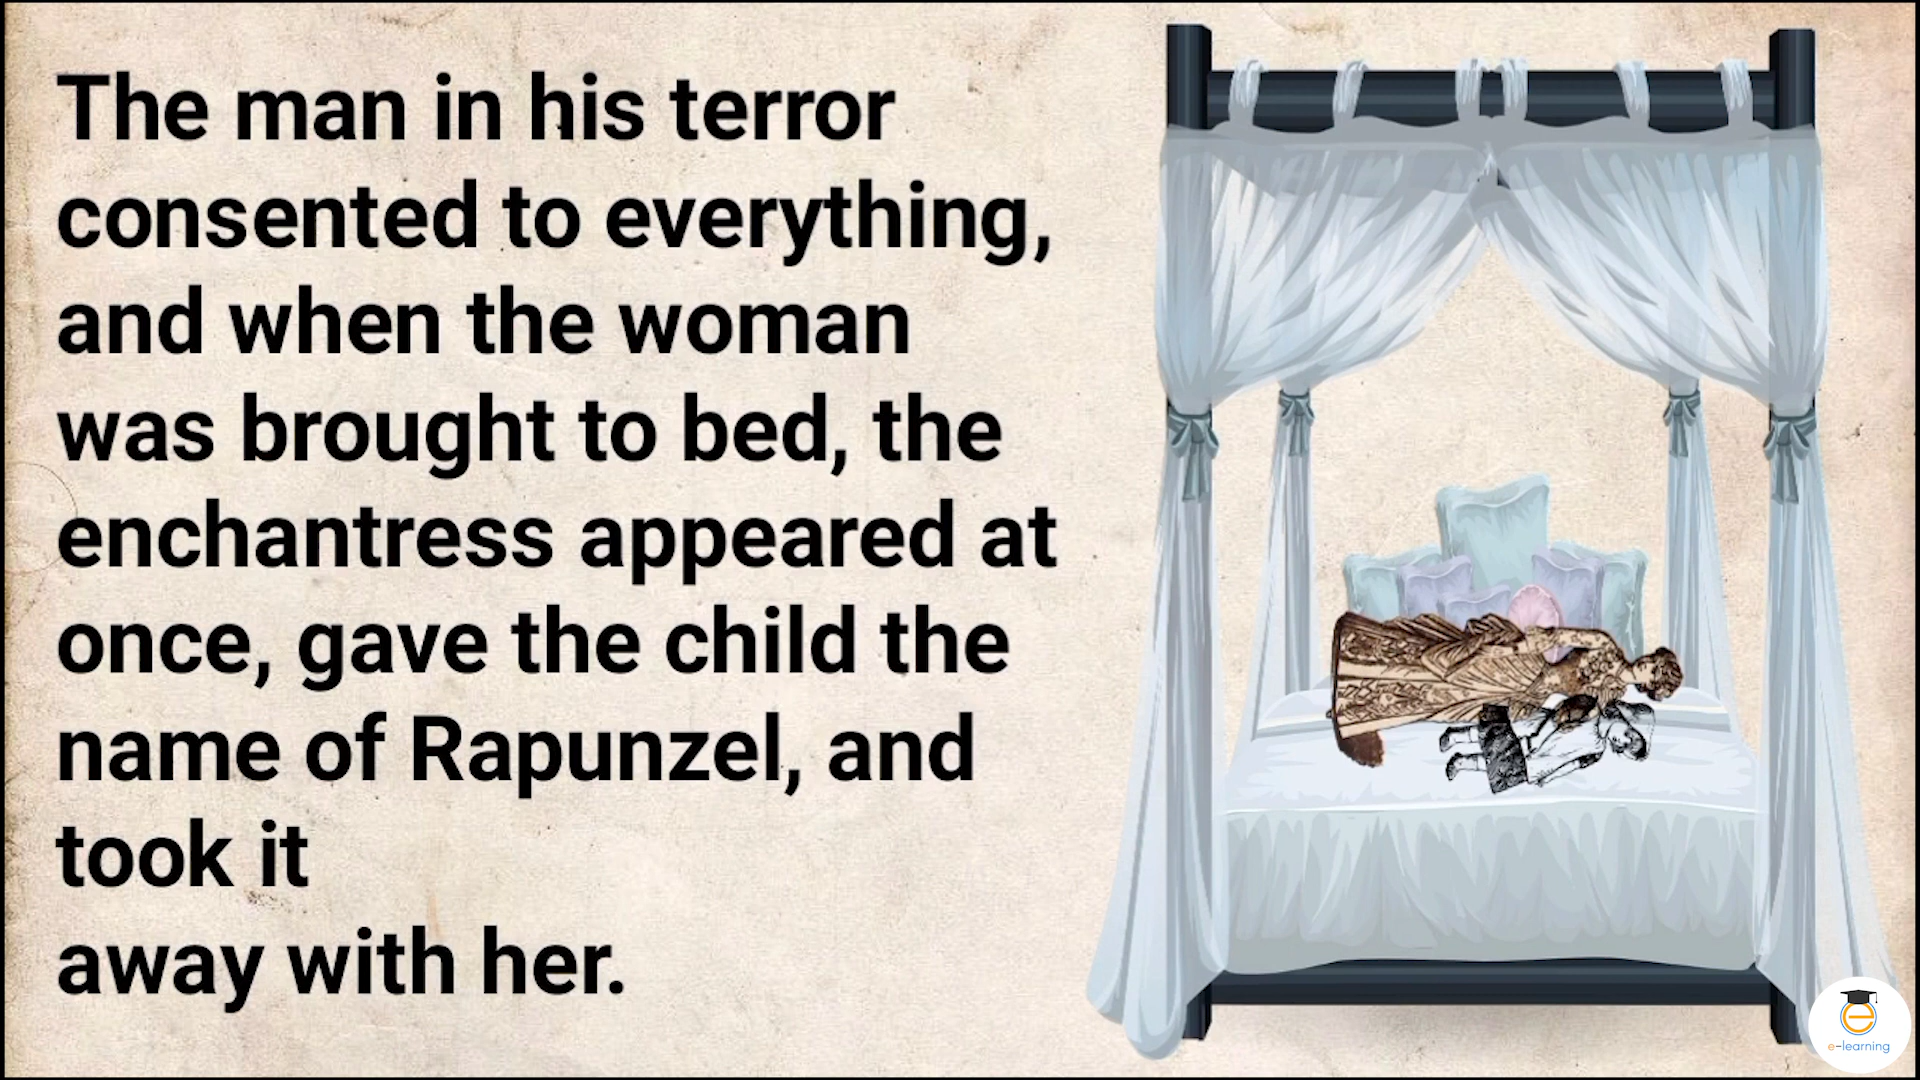 The man in his terror
consented to everything,
and when the woman
was brought to bed, the
enchantress appeared at
once, gave the child the
name of Rapunzel, and
took it
away with her.
e-learning